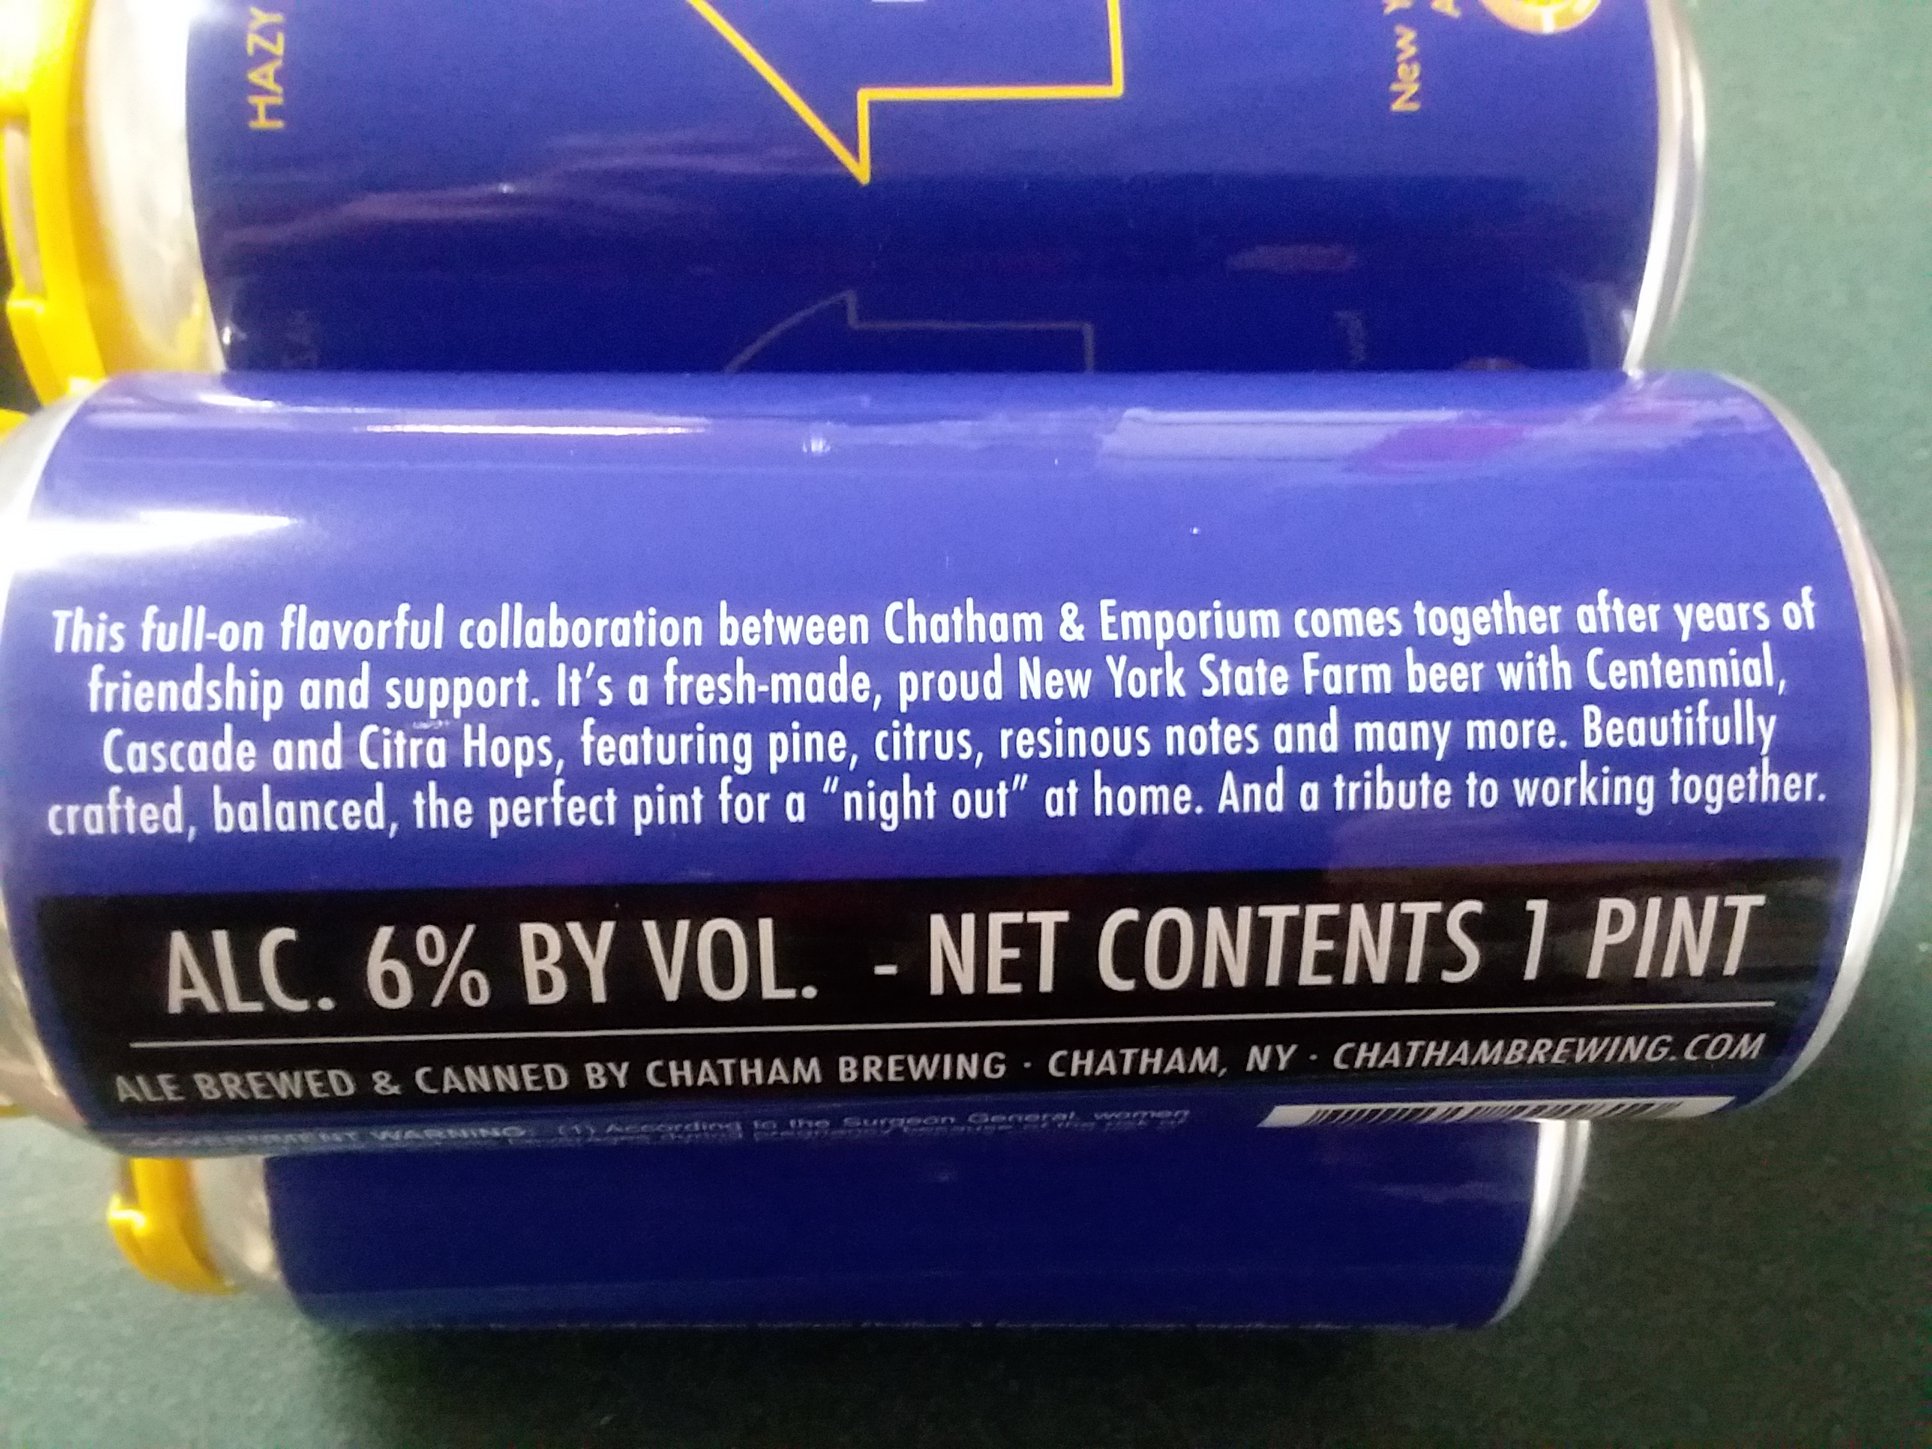 HAZY
New
This full-on flavorful collaboration between Chatham & Emporium comes together after years of
friendship and support. It's a fresh-made, proud New York State Farm beer with Centennial,
Cascade and Citra Hops, featuring pine, citrus, resinous notes and many more. Beautifully
crafted, balanced, the perfect pint for a "night out" at home. And a tribute to working together.
ALC. 6% BY VOL. - NET CONTENTS 1 PINT
ALE BREWED & CANNED BY CHATHAM BREWING · CHATHAM, NY · CHATHAMBREWING.COM
GOVERNMENT WARNING: (1) According to the Surgeon General, women